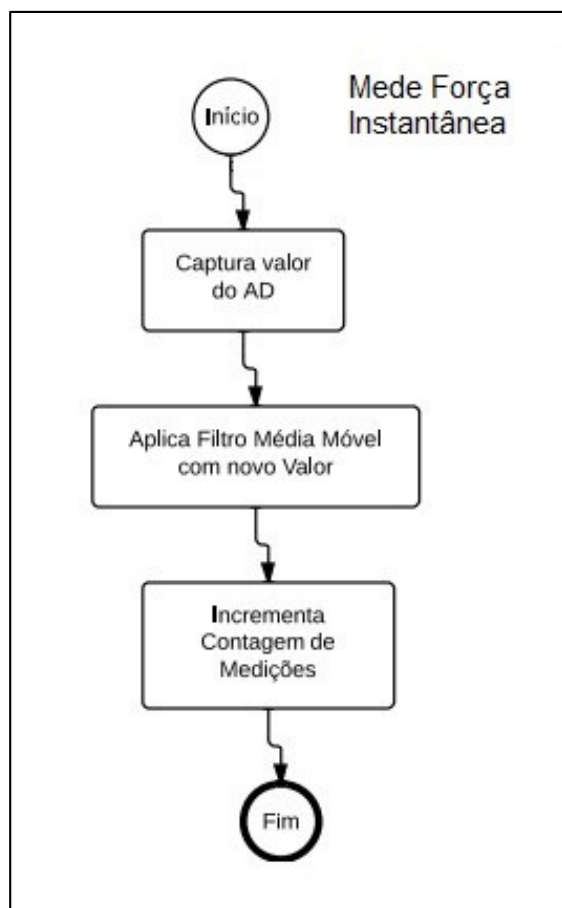 Mede Força
Instantânea
Início
Captura valor
do AD
Aplica Filtro Média Móvel
com novo Valor
Incrementa
Contagem de
Medições
Fim